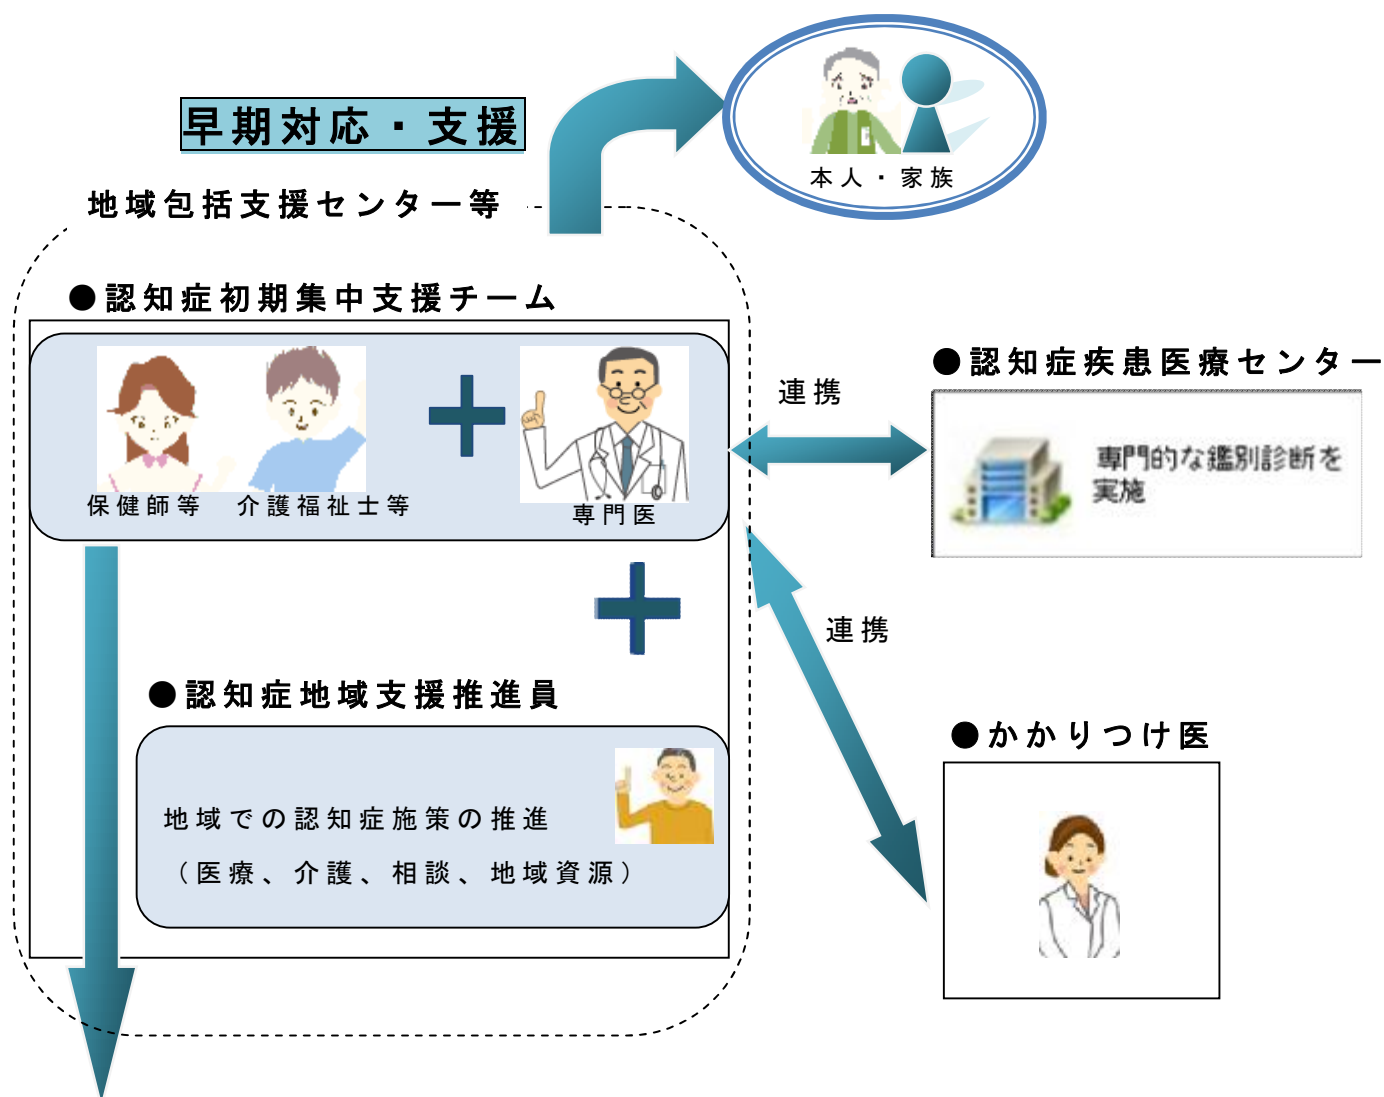 早期対応・支援
本人・家族
地域包括支援センター等
●認知症初期集中支援チーム
保健師等
介護福祉士等
専門医
連携
●認知症疾患医療センター
専門的な鑑別診断を
実施
連携
●認知症地域支援推進員
地域での認知症施策の推進
（医療、介護、相談、地域資源）
●かかりつけ医